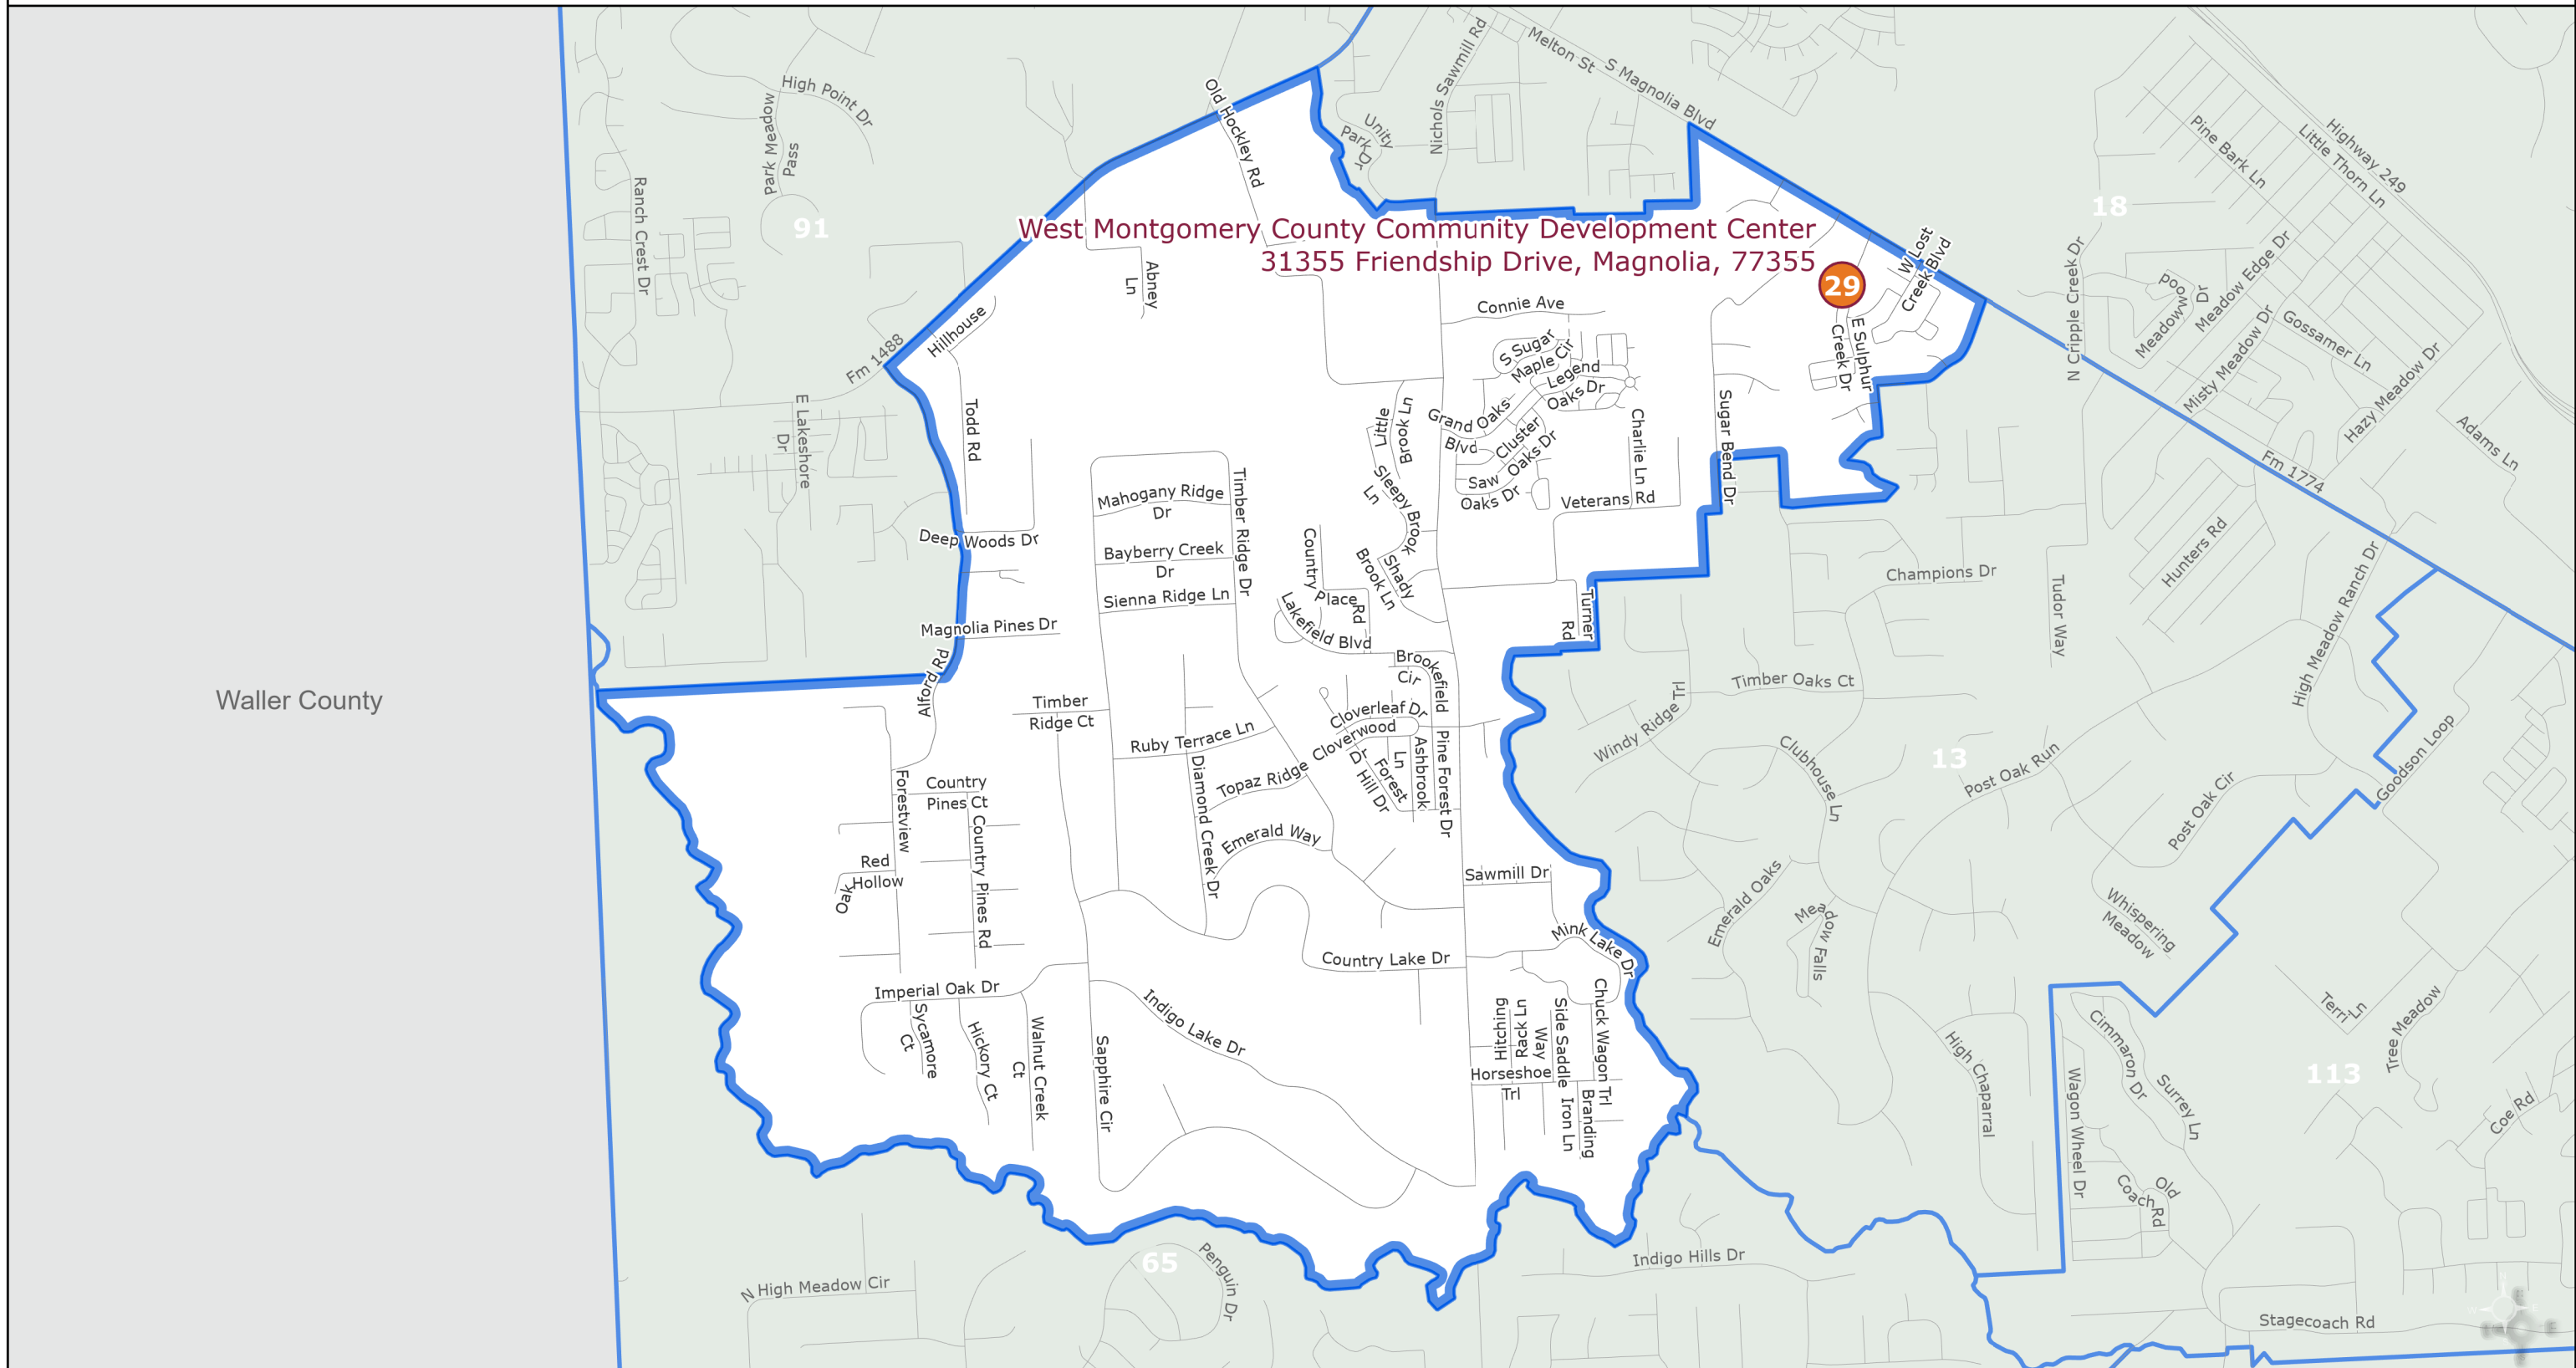 High Point Dr
Park Meadow
Pass
Ranch Crest Dr
91
Fm 1488
E Lakeshore
Dr
Waller County
Old Hockley Rd
Unity
Park Dr
Nichols Sawmill Rd
Melton St
S Magnolia Blvd
West Montgomery County Community Development Center
31355 Friendship Drive, Magnolia, 77355
29
W Lost
Creek Blvd
E Sulphur
Creek Dr
18
N Cripple Creek Dr
Highway 249
Little Thorn Ln
Pine Bark Ln
Meadow Edge Dr
Meadowwood
Dr
Misty Meadow Dr
Gossamer Ln
Hazy Meadow Dr
Adams Ln
Fm 1774
Hunters Rd
High Meadow Ranch Dr
Hillhouse
Abney
Ln
Todd Rd
Connie Ave
S Sugar
Maple Cir
Legend
Oaks Dr
Grand Oaks
Blvd
Cluster
Oaks Dr
Saw
Oaks Dr
Charlie Ln
Veterans Rd
Sugar Bend Dr
Little
Brook Ln
Sleepy Brook
Ln
Shady
Brook Ln
Deep Woods Dr
Mahogany Ridge
Dr
Bayberry Creek
Dr
Sienna Ridge Ln
Timber Ridge Dr
Country
Place
Rd
Lakefield Blvd
Turner
Rd
Magnolia Pines Dr
Alford Rd
Brookefield
Cir
Timber
Ridge Ct
Ruby Terrace Ln
Cloverleaf Dr
Cloverwood
Dr
Topaz Ridge
Forest
Hill Dr
Ashbrook
Ln
Pine Forest Dr
Diamond Creek Dr
Emerald Way
Forestview
Country
Pines Ct
Country Pines Rd
Red
Hollow
Oak
Sawmill Dr
Mink Lake Dr
Country Lake Dr
Imperial Oak Dr
Sycamore
Ct
Hickory Ct
Walnut Creek
Ct
Sapphire Cir
Indigo Lake Dr
Hitching
Rack Ln
Side Saddle
Way
Chuck Wagon Trl
Horseshoe
Trl
Branding
Iron Ln
Champions Dr
Tudor Way
Timber Oaks Ct
Windy Ridge Trl
Clubhouse Ln
13
Post Oak Run
Post Oak Cir
Goodson Loop
Emerald Oaks
Meadow Falls
Whispering
Meadow
Terri Ln
Tree Meadow
High Chaparral
Cimmaron Dr
Surrey Ln
Wagon Wheel Dr
Old
Coach Rd
113
Coe Rd
Stagecoach Rd
Indigo Hills Dr
65
Penguin Dr
N High Meadow Cir